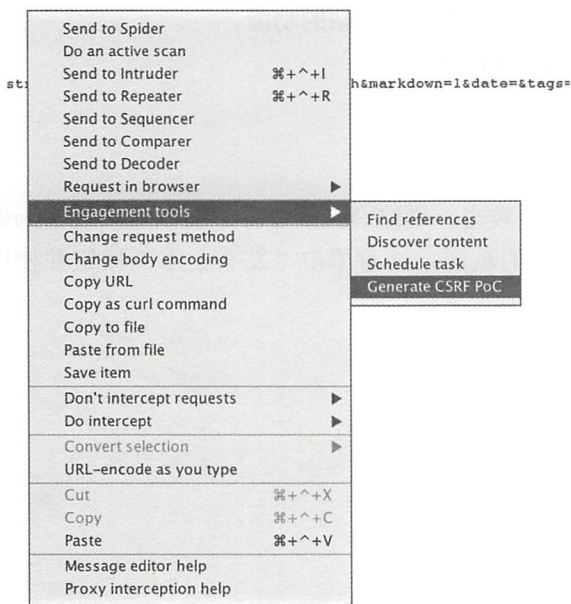 Send to Spider
Do an active scan
Send to Intruder ⌘+^+I
st h&markdown=1&date=&tags=
Send to Repeater ⌘+^+R
Send to Sequencer
Send to Comparer
Send to Decoder
Request in browser
Engagement tools
Find references
Discover content
Schedule task
Generate CSRF PoC
Change request method
Change body encoding
Copy URL
Copy as curl command
Copy to file
Paste from file
Save item
Don't intercept requests
Do intercept
Convert selection
URL-encode as you type
Cut ⌘+^+X
Copy ⌘+^+C
Paste ⌘+^+V
Message editor help
Proxy interception help